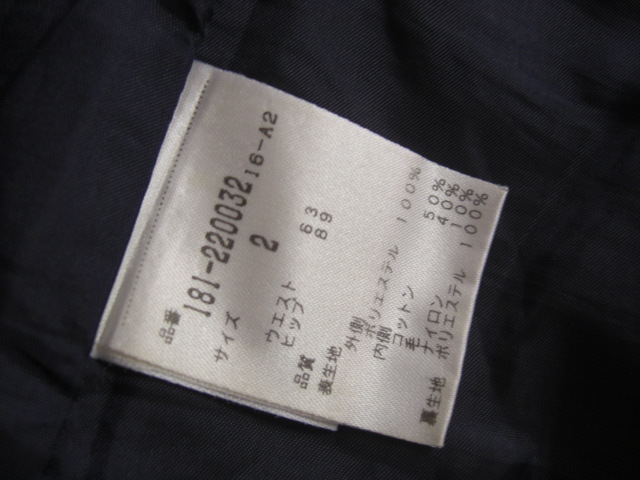 品番 181-220032 16-A2
サイズ 2
ウエスト 63
ヒップ 89
品質
表生地
外側
ポリエステル 100%
内側
コットン 50%
毛 40%
ナイロン 10%
裏生地 ポリエステル 100%